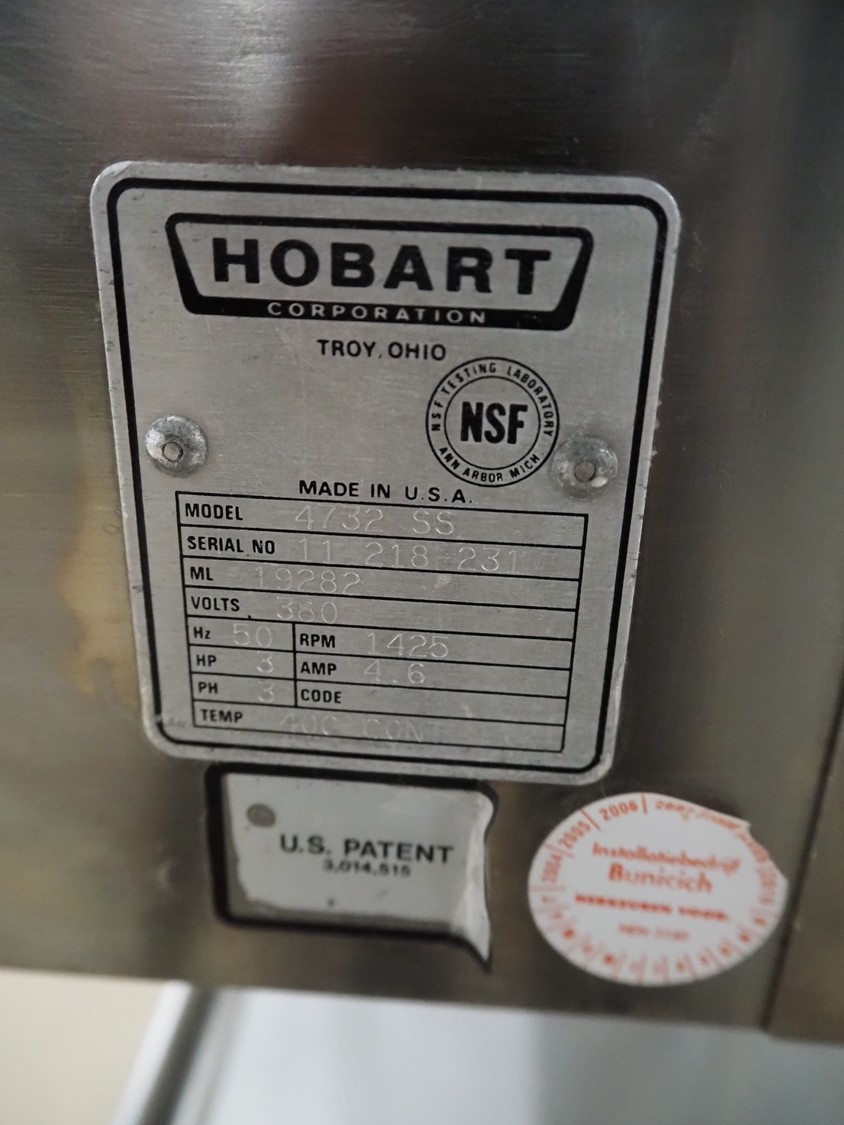 HOBART
CORPORATION
TROY, OHIO
NSF TESTING LABORATORY
NSF
ANN ARBOR MICH
MADE IN U.S.A.
MODEL 4732 SS
SERIAL NO 11 218-231
ML 19282
VOLTS 380
Hz 50 RPM 1425
HP 3 AMP 4.6
PH 3 CODE
TEMP 40C CONT
U.S. PATENT
3,014,515
2004 2005 2006
Installatiebedrijf
Bunicich